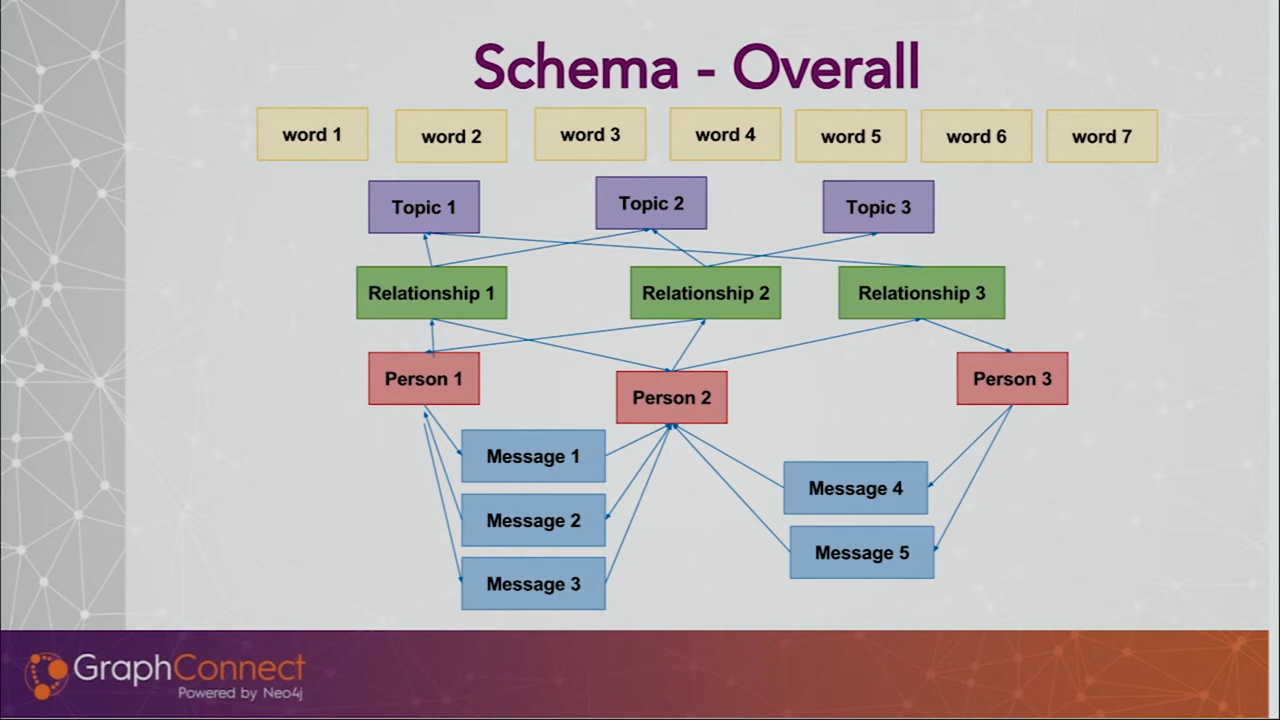 Schema - Overall
word 1
word 2
word 3
word 4
word 5
word 6
word 7
Topic 1
Topic 2
Topic 3
Relationship 1
Relationship 2
Relationship 3
Person 1
Person 2
Person 3
Message 1
Message 2
Message 3
Message 4
Message 5
GraphConnect
Powered by Neo4j